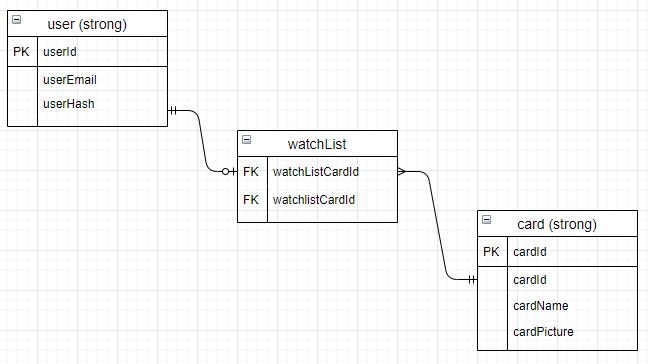 user (strong)
PK userId
userEmail
userHash
watchList
FK watchListCardId
FK watchlistCardId
card (strong)
PK cardId
cardId
cardName
cardPicture